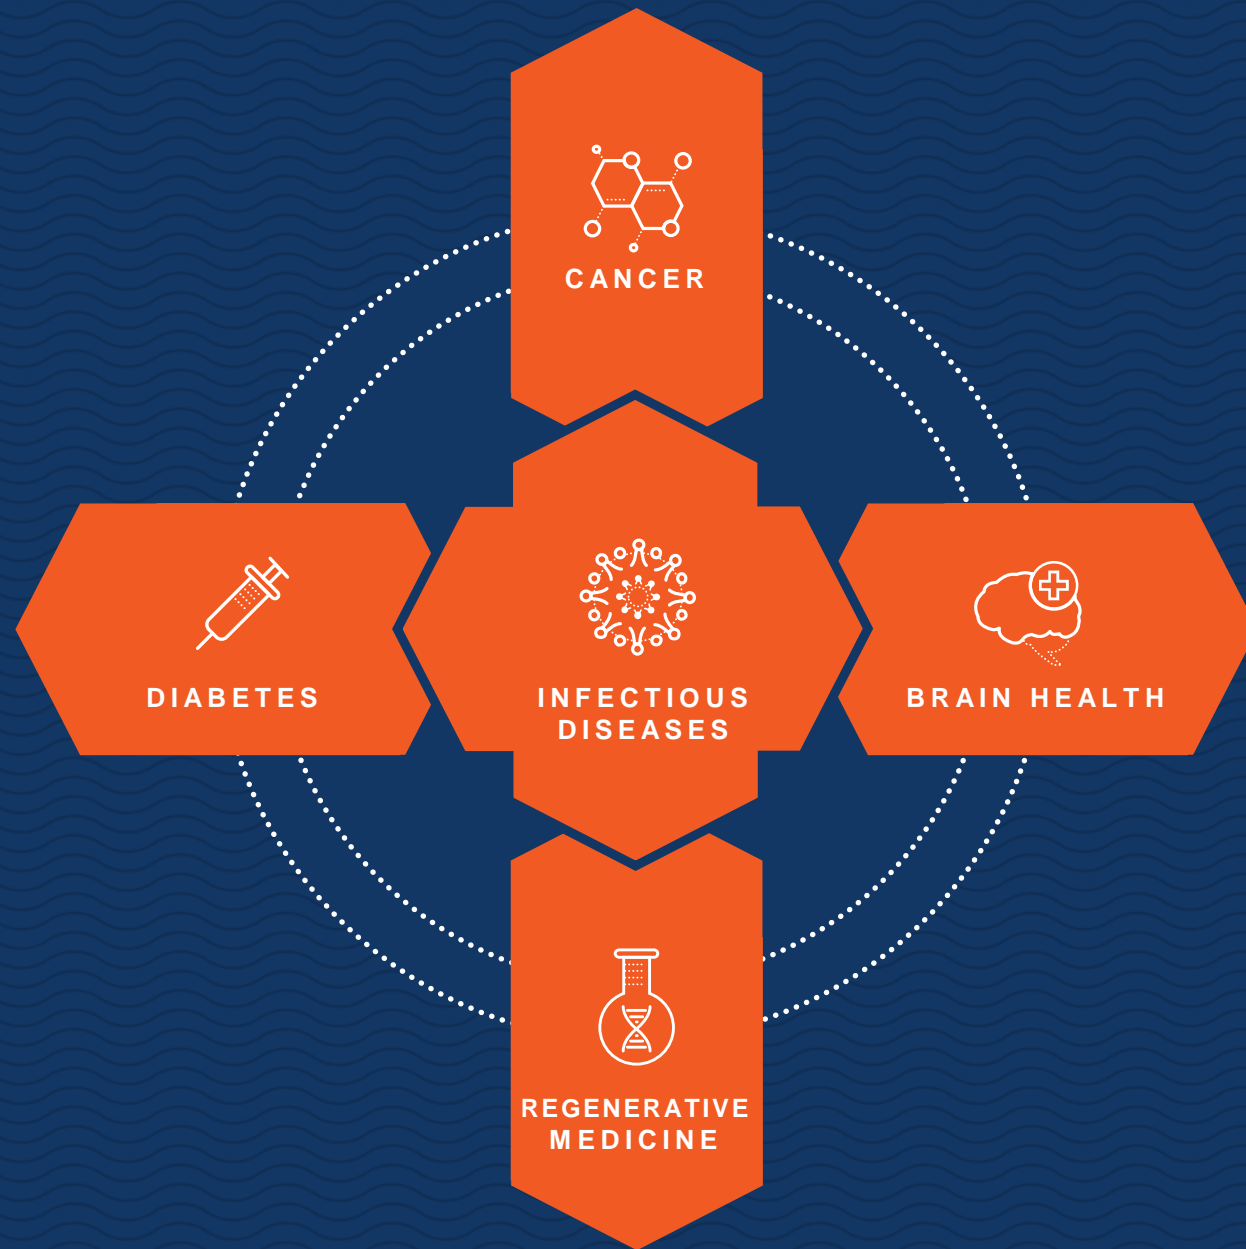 CANCER
DIABETES
INFECTIOUS
DISEASES
BRAIN HEALTH
REGENERATIVE
MEDICINE